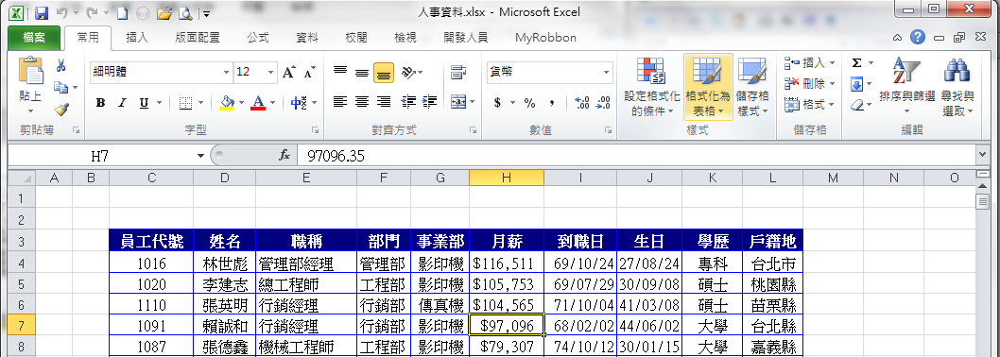 人事資料.xlsx - Microsoft Excel
檔案 常用 插入 版面配置 公式 資料 校閱 檢視 開發人員 MyRobbon
貼上 剪貼簿
細明體 12 A A
B I U A 中
字型
對齊方式
貨幣
$ % , .00 .0
數值
設定格式化的條件 格式化為表格 儲存格樣式
樣式
插入 刪除 格式
儲存格
Σ 排序與篩選 尋找與選取
編輯
H7 fx 97096.35
A B C D E F G H I J K L M N O
1
2
3 員工代號 姓名 職稱 部門 事業部 月薪 到職日 生日 學歷 戶籍地
4 1016 林世彪 管理部經理 管理部 影印機 $116,511 69/10/24 27/08/24 專科 台北市
5 1020 李建志 總工程師 工程部 影印機 $105,753 69/07/29 30/09/08 碩士 桃園縣
6 1110 張英明 行銷經理 行銷部 傳真機 $104,565 71/10/04 41/03/08 碩士 苗栗縣
7 1091 賴誠和 行銷經理 行銷部 影印機 $97,096 68/02/02 44/06/02 大學 台北縣
8 1087 張德鑫 機械工程師 工程部 影印機 $79,307 74/10/12 30/01/15 大學 嘉義縣